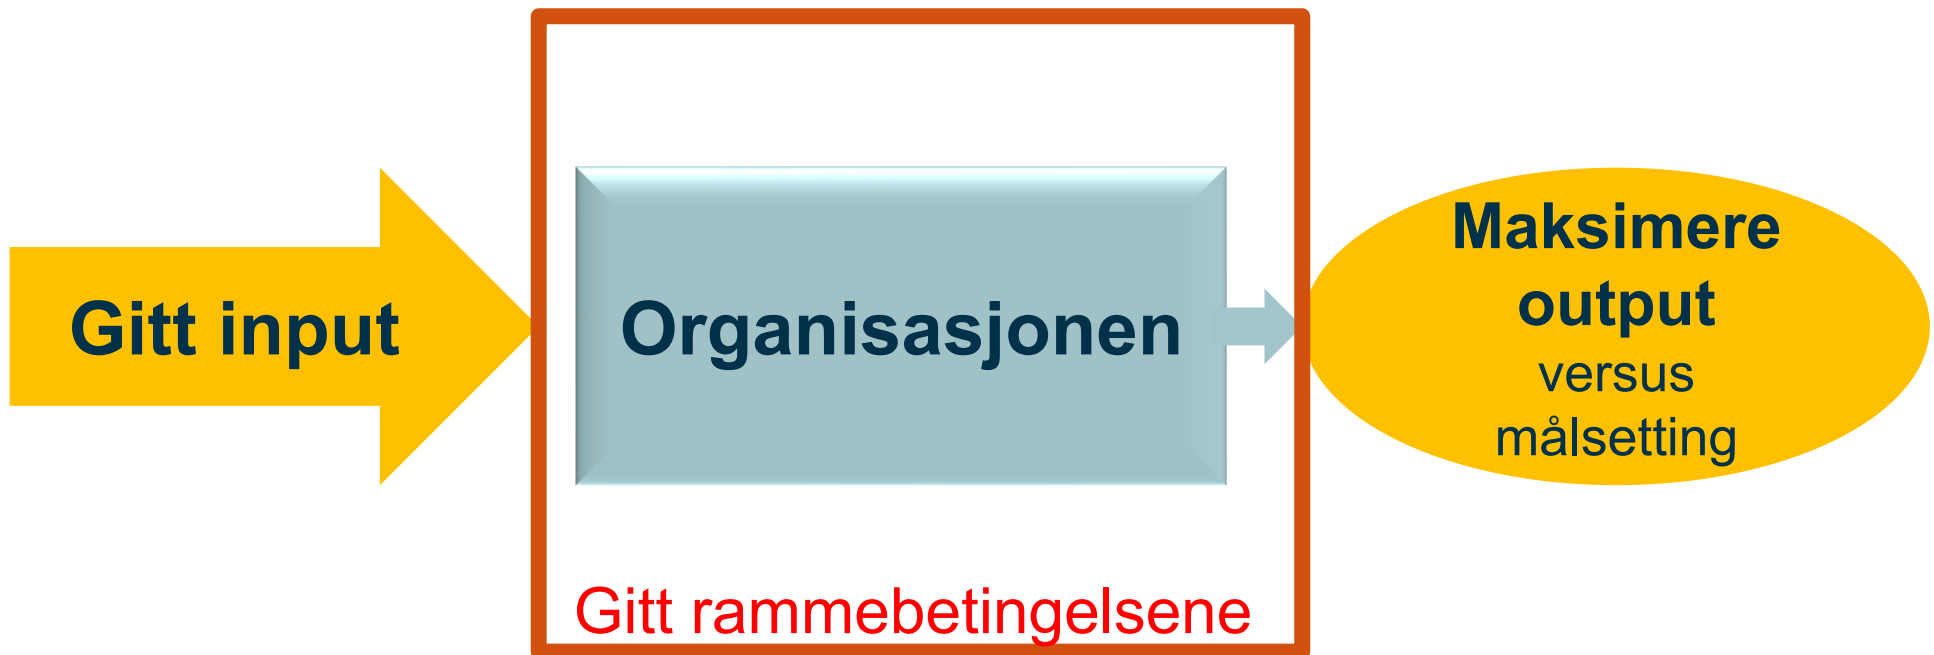 Gitt input
Organisasjonen
Maksimere
output
versus
målsetting
Gitt rammebetingelsene